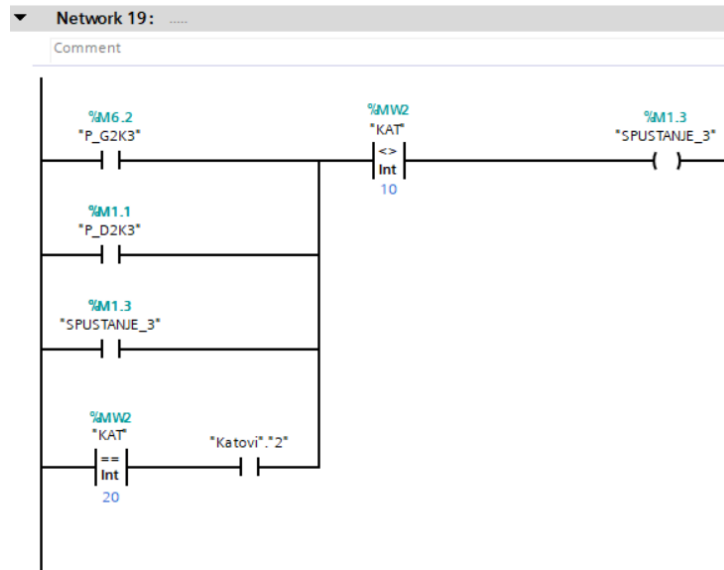 Network 19: .....
Comment
%M6.2
"P_G2K3"
%MW2
"KAT"
<>
Int
10
%M1.3
"SPUSTANJE_3"
%M1.1
"P_D2K3"
%M1.3
"SPUSTANJE_3"
%MW2
"KAT"
==
Int
20
"Katovi"."2"